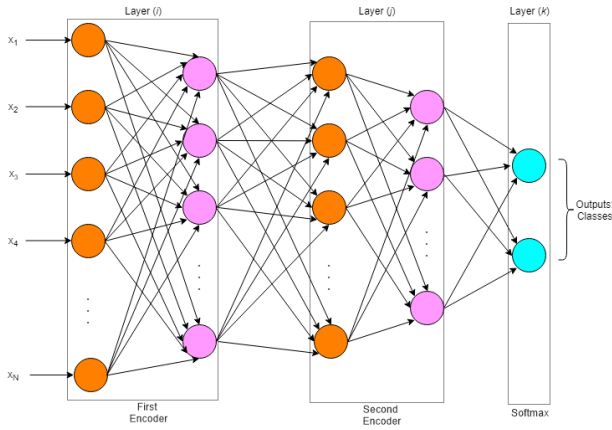 Layer (i)
Layer (j)
Layer (k)
X1
X2
X3
X4
XN
Outputs:
Classes
First
Encoder
Second
Encoder
Softmax